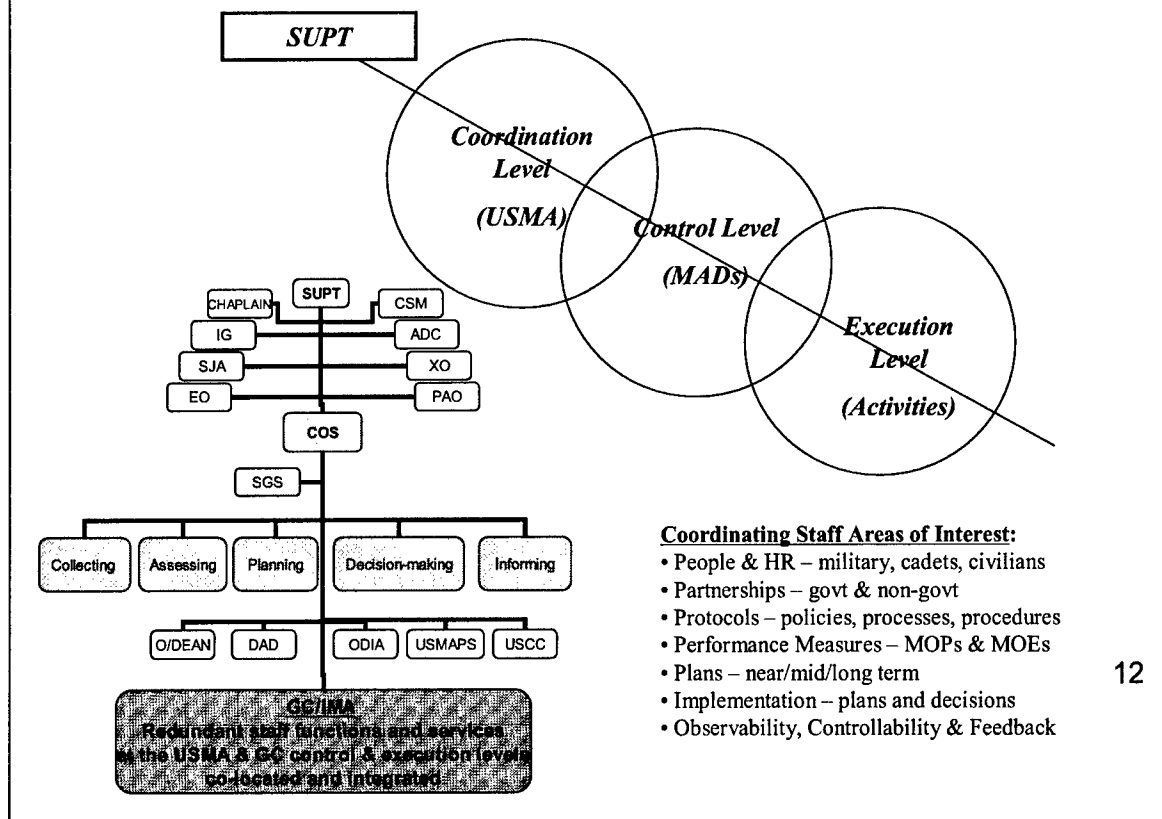 SUPT
Coordination
Level
(USMA)
Control Level
(MADs)
Execution
Level
(Activities)
SUPT
CHAPLAIN
CSM
IG
ADC
SJA
XO
EO
PAO
COS
SGS
Collecting
Assessing
Planning
Decision-making
Informing
O/DEAN
DAD
ODIA
USMAPS
USCC
GC/IMA
Redundant staff functions and services
at the USMA & GC control & execution levels
co-located and integrated
Coordinating Staff Areas of Interest:
• People & HR – military, cadets, civilians
• Partnerships – govt & non-govt
• Protocols – policies, processes, procedures
• Performance Measures – MOPs & MOEs
• Plans – near/mid/long term
• Implementation – plans and decisions
• Observability, Controllability & Feedback
12